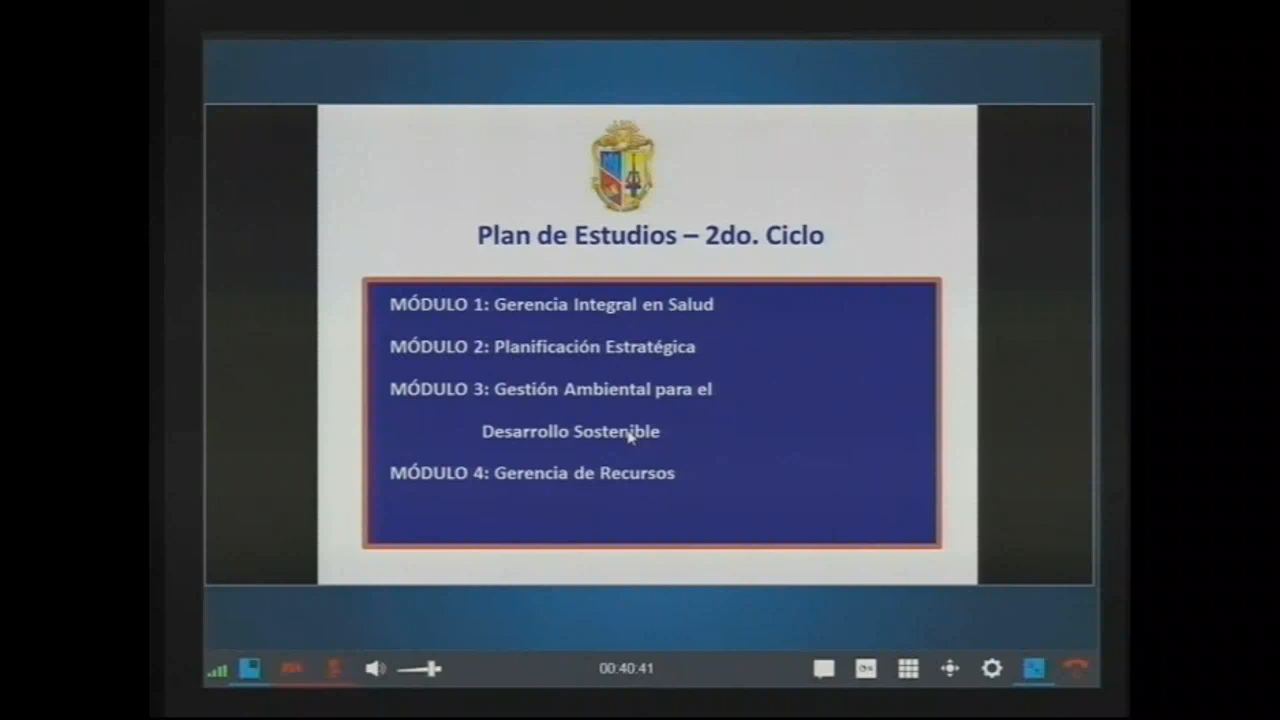 Plan de Estudios – 2do. Ciclo
MÓDULO 1: Gerencia Integral en Salud
MÓDULO 2: Planificación Estratégica
MÓDULO 3: Gestión Ambiental para el
Desarrollo Sostenible
MÓDULO 4: Gerencia de Recursos
00:40:41